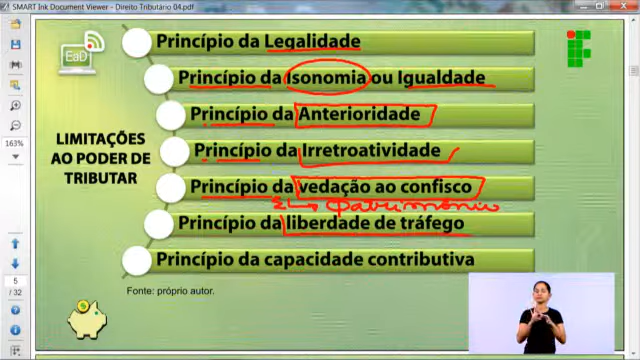 SMART Ink Document Viewer - Direito Tributário 04.pdf
EaD
Princípio da Legalidade
Princípio da Isonomia ou Igualdade
Princípio da Anterioridade
LIMITAÇÕES
AO PODER DE
TRIBUTAR
Princípio da Irretroatividade
Princípio da vedação ao confisco
patrimônio
Princípio da liberdade de tráfego
Princípio da capacidade contributiva
Fonte: próprio autor.
163%
5
/ 32